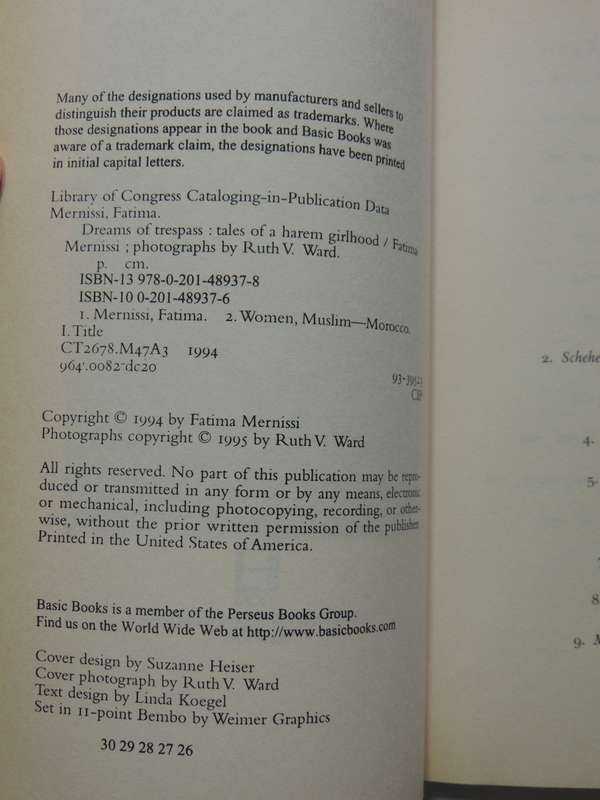 Many of the designations used by manufacturers and sellers to
distinguish their products are claimed as trademarks. Where
those designations appear in the book and Basic Books was
aware of a trademark claim, the designations have been printed
in initial capital letters.
Library of Congress Cataloging-in-Publication Data
Mernissi, Fatima.
Dreams of trespass : tales of a harem girlhood / Fatima
Mernissi ; photographs by Ruth V. Ward.
p. cm.
ISBN-13 978-0-201-48937-8
ISBN-10 0-201-48937-6
1. Mernissi, Fatima. 2. Women, Muslim—Morocco.
I. Title
CT2678.M47A3 1994
964'.0082-dc20
CIP
Copyright © 1994 by Fatima Mernissi
Photographs copyright © 1995 by Ruth V. Ward
All rights reserved. No part of this publication may be repro-
duced or transmitted in any form or by any means, electronic
or mechanical, including photocopying, recording, or other-
wise, without the prior written permission of the publisher.
Printed in the United States of America.
Basic Books is a member of the Perseus Books Group.
Find us on the World Wide Web at http://www.basicbooks.com
Cover design by Suzanne Heiser
Cover photograph by Ruth V. Ward
Text design by Linda Koegel
Set in 11-point Bembo by Weimer Graphics
30 29 28 27 26
2. Schehe
4.
5.
8.
9.